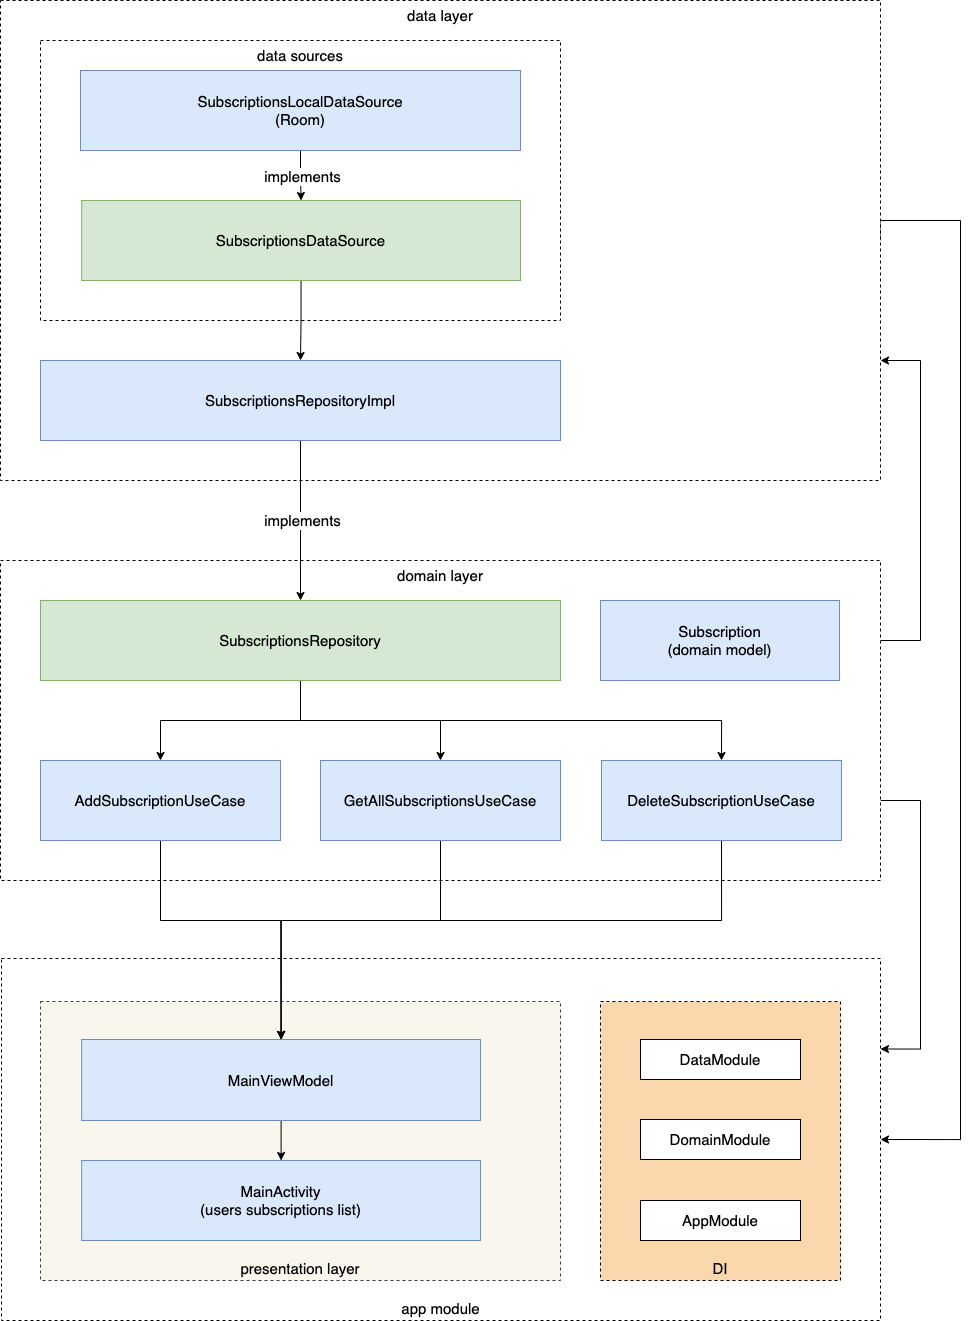 data layer
data sources
SubscriptionsLocalDataSource
(Room)
implements
SubscriptionsDataSource
SubscriptionsRepositoryImpl
implements
domain layer
SubscriptionsRepository
Subscription
(domain model)
AddSubscriptionUseCase
GetAllSubscriptionsUseCase
DeleteSubscriptionUseCase
MainViewModel
MainActivity
(users subscriptions list)
presentation layer
DataModule
DomainModule
AppModule
DI
app module